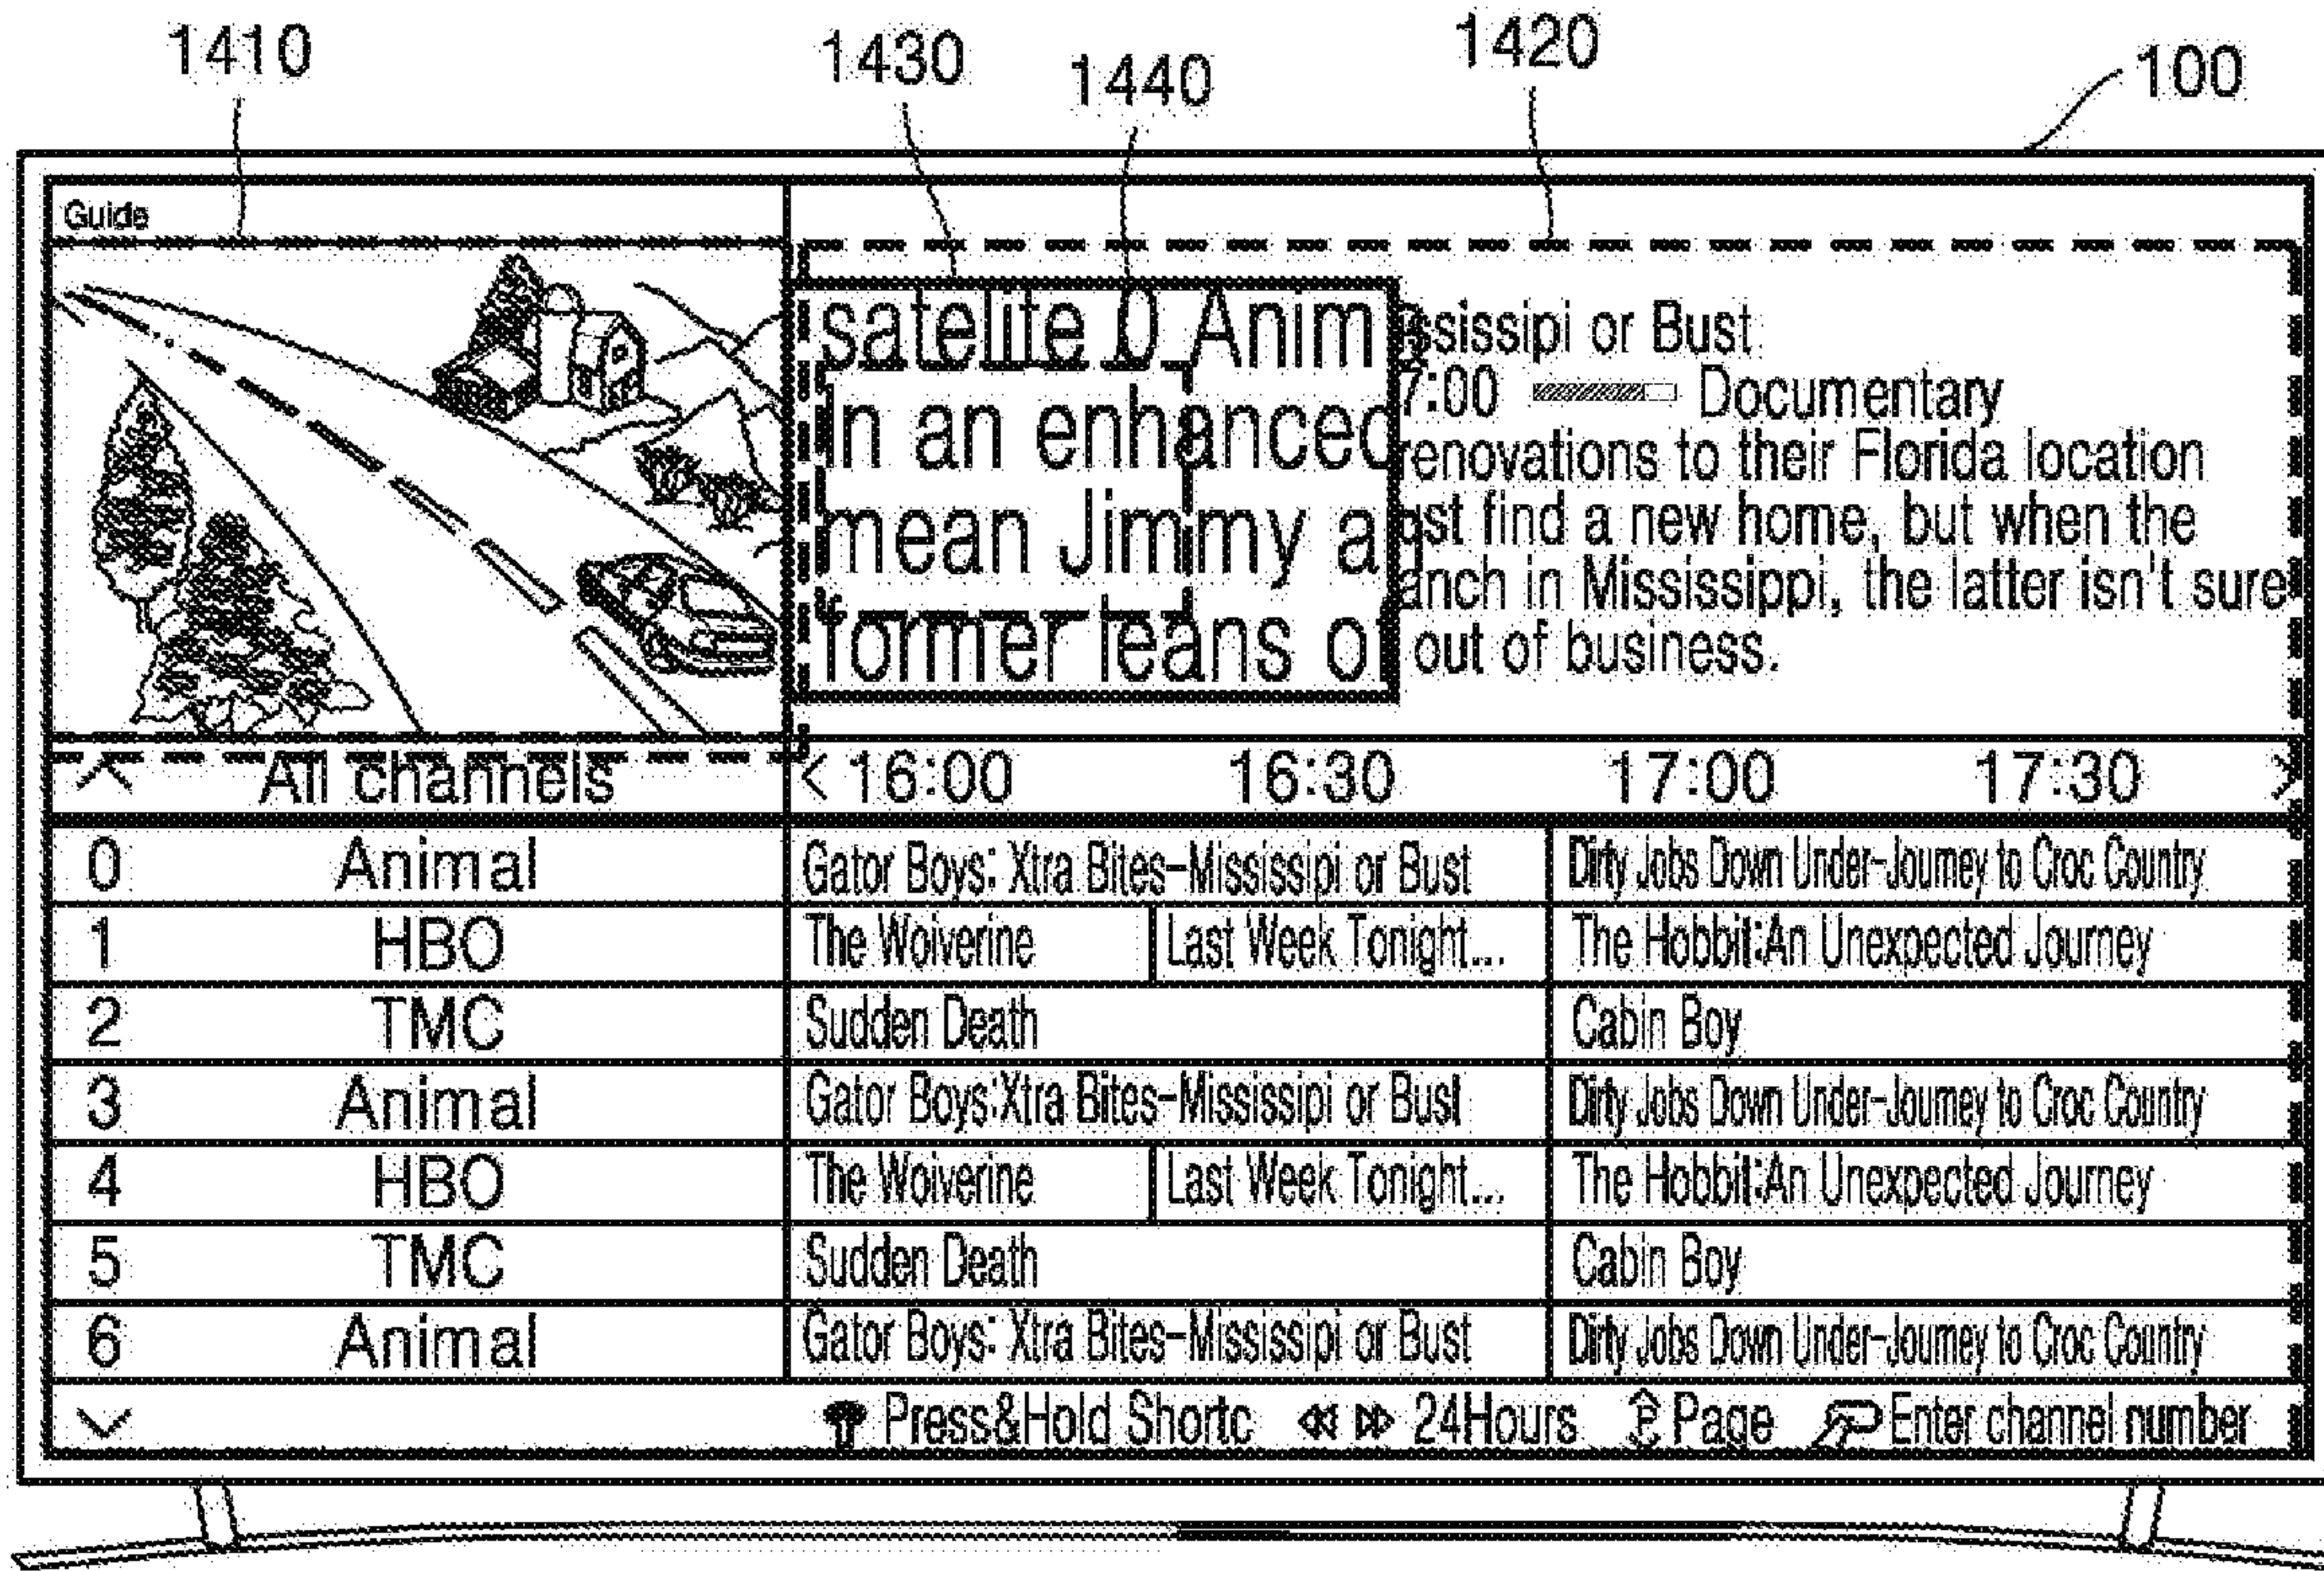 1410 1430 1440 1420 100
Guide
satelite 0 Anim
ssissipi or Bust
7:00 Documentary
In an enhanced
renovations to their Florida location
mean Jimmy a
ust find a new home, but when the
anch in Mississippi, the latter isn't sure
former leans of
out of business.
All channels < 16:00 16:30 17:00 17:30 >
0 Animal Gator Boys: Xtra Bites-Mississipi or Bust Dirty Jobs Down Under-Journey to Croc Country
1 HBO The Woiverine Last Week Tonight... The Hobbit:An Unexpected Journey
2 TMC Sudden Death Cabin Boy
3 Animal Gator Boys:Xtra Bites-Mississipi or Bust Dirty Jobs Down Under-Journey to Croc Country
4 HBO The Woiverine Last Week Tonight... The Hobbit:An Unexpected Journey
5 TMC Sudden Death Cabin Boy
6 Animal Gator Boys: Xtra Bites-Mississipi or Bust Dirty Jobs Down Under-Journey to Croc Country
Press&Hold Shortc 24Hours P Page Enter channel number